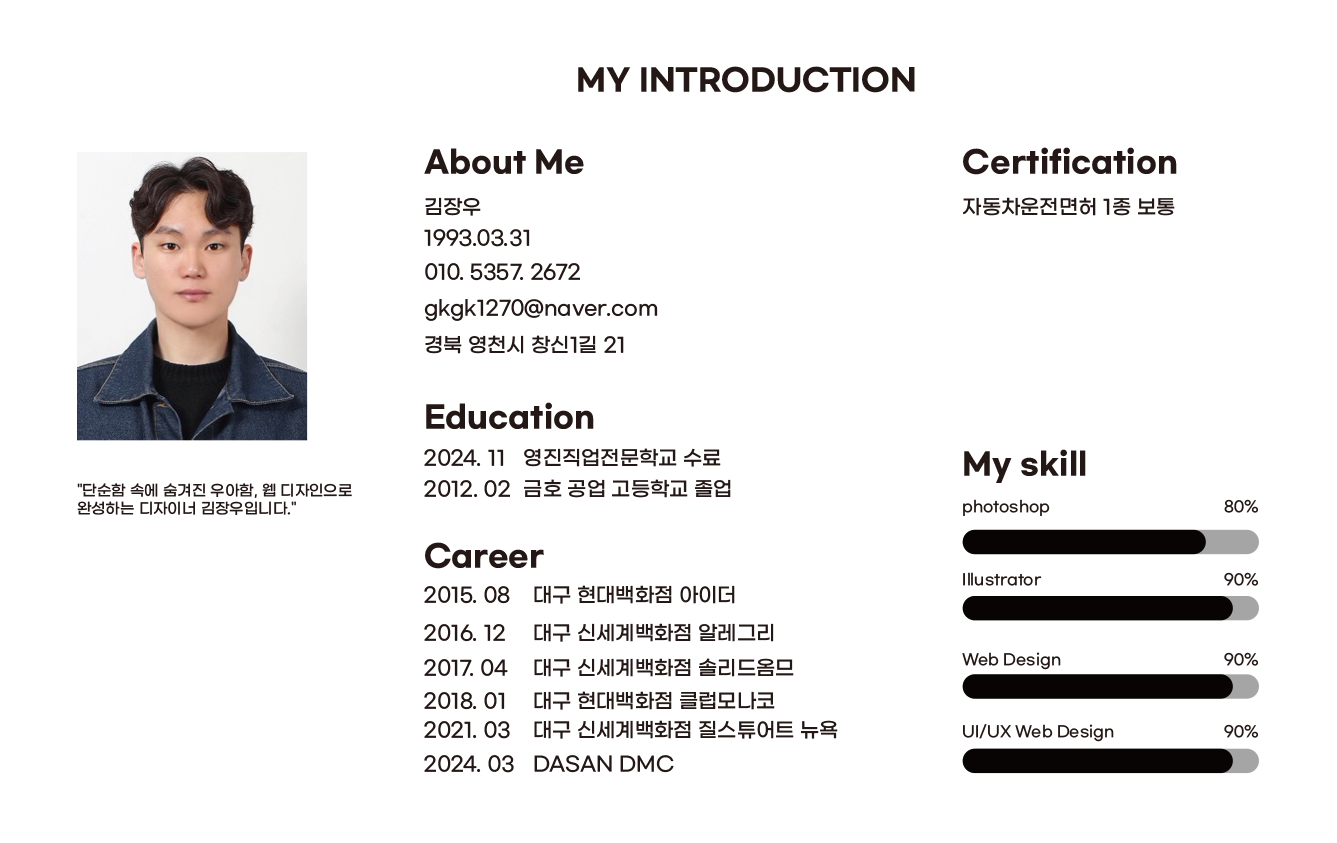 MY INTRODUCTION
"단순함 속에 숨겨진 우아함, 웹 디자인으로
완성하는 디자이너 김장우입니다."
About Me
김장우
1993.03.31
010. 5357. 2672
gkgk1270@naver.com
경북 영천시 창신1길 21
Education
2024. 11 영진직업전문학교 수료
2012. 02 금호 공업 고등학교 졸업
Career
2015. 08 대구 현대백화점 아이더
2016. 12 대구 신세계백화점 알레그리
2017. 04 대구 신세계백화점 솔리드옴므
2018. 01 대구 현대백화점 클럽모나코
2021. 03 대구 신세계백화점 질스튜어트 뉴욕
2024. 03 DASAN DMC
Certification
자동차운전면허 1종 보통
My skill
photoshop 80%
Illustrator 90%
Web Design 90%
UI/UX Web Design 90%